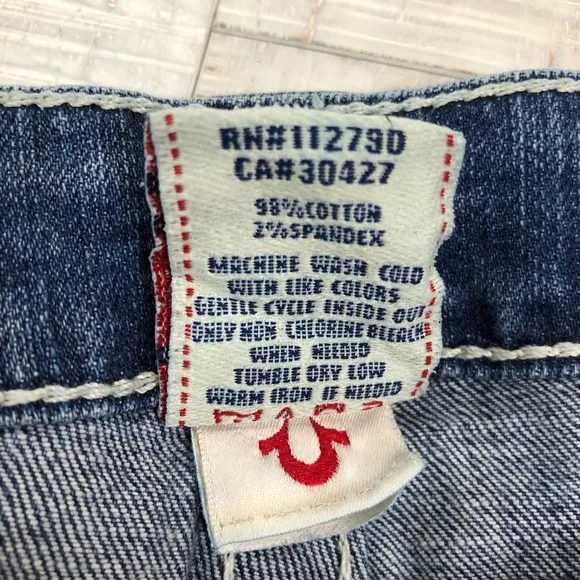 RN#112790
CA#30427
98%COTTON
2%SPANDEX
MACHINE WASH COLD
WITH LIKE COLORS
GENTLE CYCLE INSIDE OUT
ONLY NON CHLORINE BLEACH
WHEN NEEDED
TUMBLE DRY LOW
WARM IRON IF NEEDED